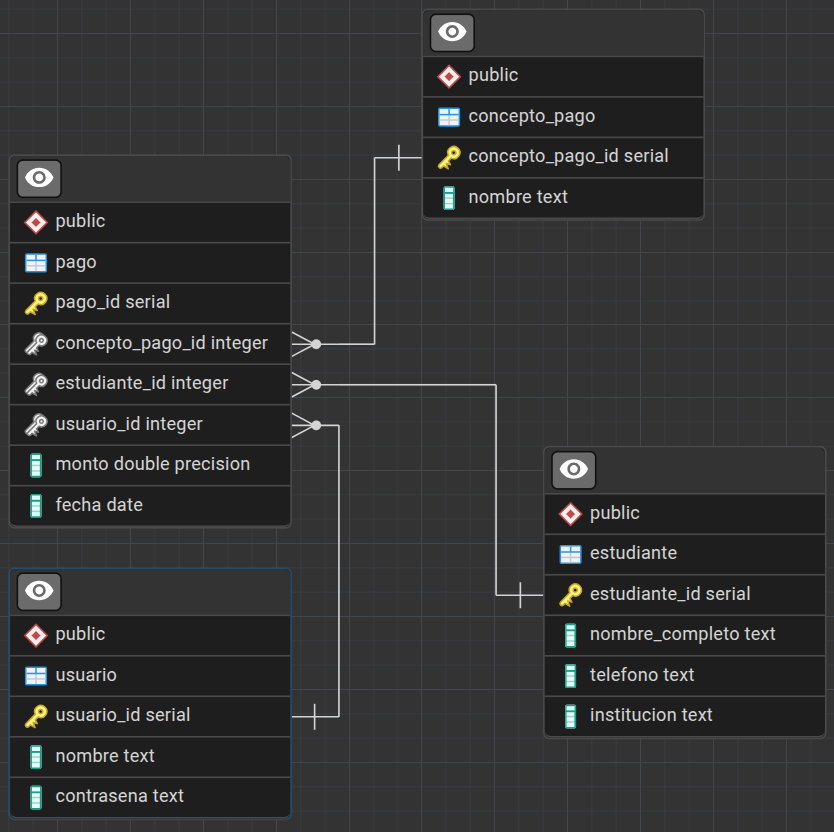 public
concepto_pago
concepto_pago_id serial
nombre text
public
pago
pago_id serial
concepto_pago_id integer
estudiante_id integer
usuario_id integer
monto double precision
fecha date
public
estudiante
estudiante_id serial
nombre_completo text
telefono text
institucion text
public
usuario
usuario_id serial
nombre text
contrasena text